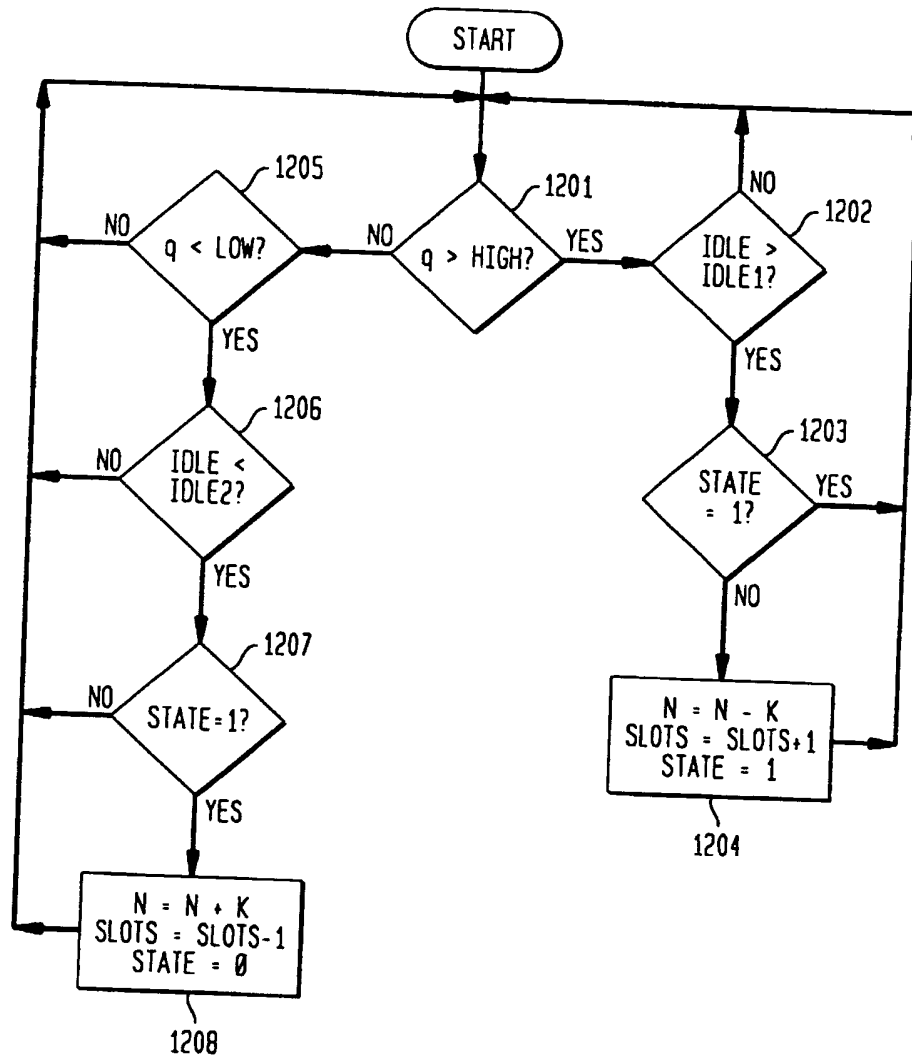 START
1205
q < LOW?
NO
YES
1201
q > HIGH?
NO
YES
1202
IDLE >
IDLE1?
NO
YES
1206
IDLE <
IDLE2?
NO
YES
1203
STATE
= 1?
YES
NO
1207
STATE=1?
NO
YES
N = N - K
SLOTS = SLOTS+1
STATE = 1
1204
N = N + K
SLOTS = SLOTS-1
STATE = 0
1208